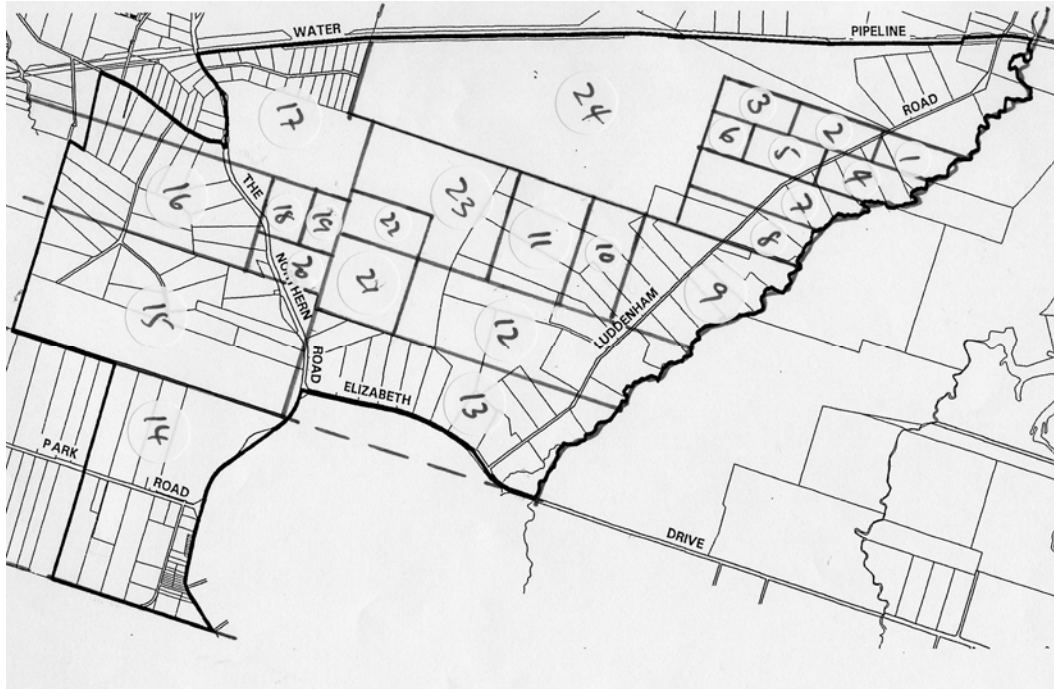 WATER PIPELINE
24
3
ROAD
17
6
5
2
1
4
THE
16
18
19
22
23
11
10
7
8
NORTHERN
20
21
9
15
12
LUDDENHAM
ROAD
ELIZABETH
13
14
PARK
ROAD
DRIVE